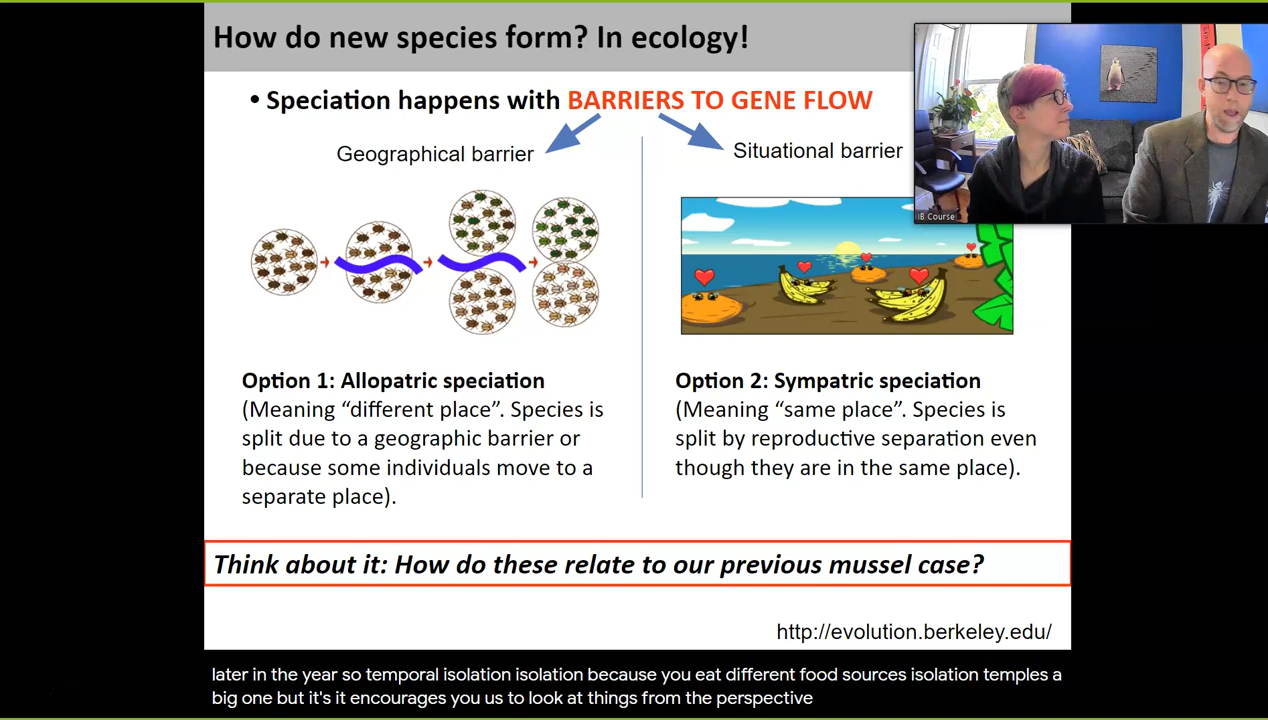 How do new species form? In ecology!
• Speciation happens with BARRIERS TO GENE FLOW
Geographical barrier
Situational barrier
IB Course
Option 1: Allopatric speciation
(Meaning “different place”. Species is
split due to a geographic barrier or
because some individuals move to a
separate place).
Option 2: Sympatric speciation
(Meaning “same place”. Species is
split by reproductive separation even
though they are in the same place).
Think about it: How do these relate to our previous mussel case?
http://evolution.berkeley.edu/
later in the year so temporal isolation isolation because you eat different food sources isolation temples a
big one but it's it encourages you us to look at things from the perspective